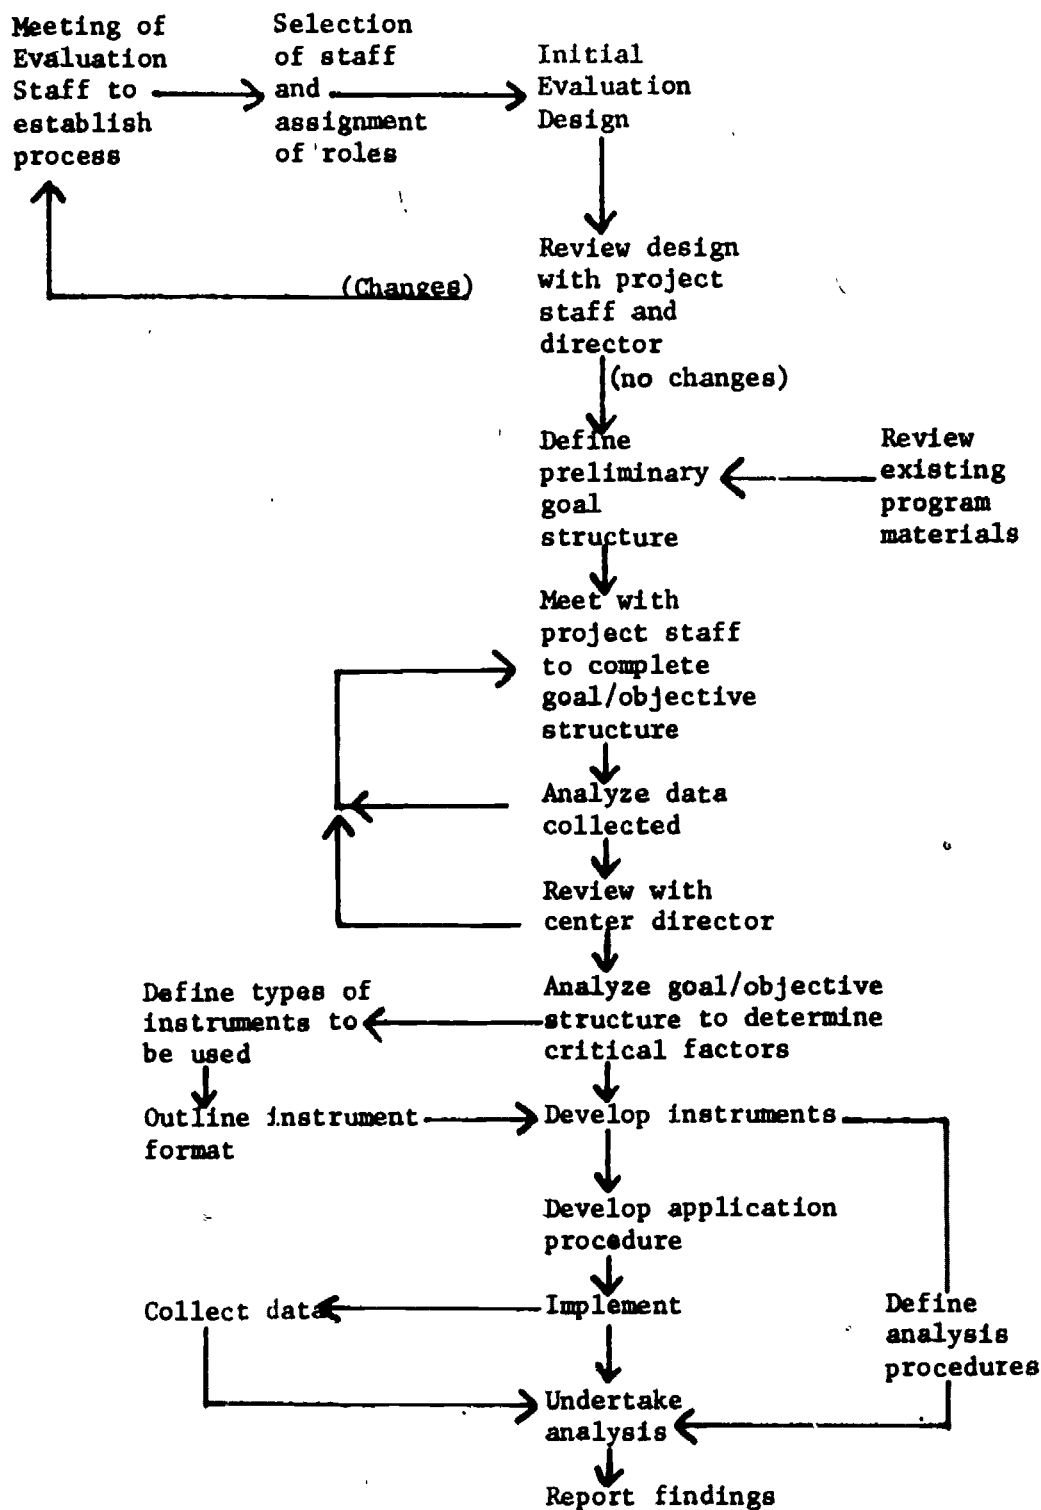 Meeting of
Evaluation
Staff to
establish
process
Selection
of staff
and
assignment
of roles
Initial
Evaluation
Design
Review design
with project
staff and
director
(Changes)
(no changes)
Define
preliminary
goal
structure
Review
existing
program
materials
Meet with
project staff
to complete
goal/objective
structure
Analyze data
collected
Review with
center director
Analyze goal/objective
structure to determine
critical factors
Define types of
instruments to
be used
Outline instrument
format
Develop instruments
Develop application
procedure
Implement
Collect data
Define
analysis
procedures
Undertake
analysis
Report findings